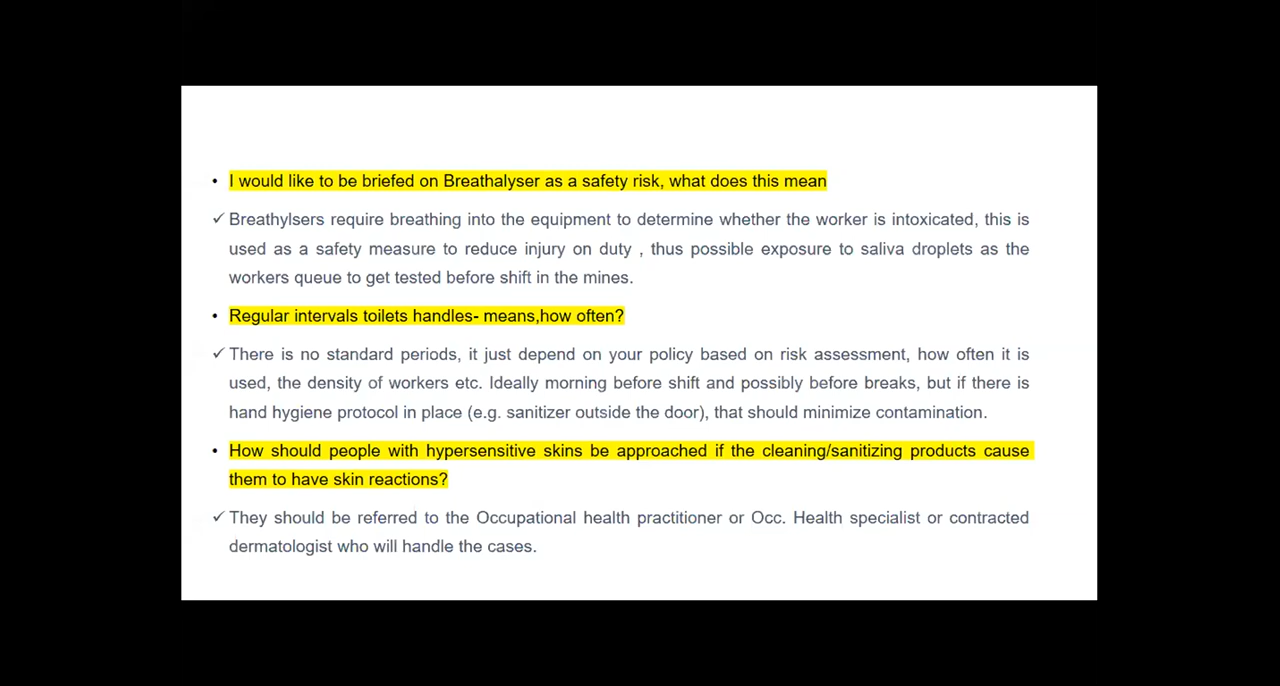 • I would like to be briefed on Breathalyser as a safety risk, what does this mean
✓ Breathylsers require breathing into the equipment to determine whether the worker is intoxicated, this is
used as a safety measure to reduce injury on duty , thus possible exposure to saliva droplets as the
workers queue to get tested before shift in the mines.
• Regular intervals toilets handles- means,how often?
✓ There is no standard periods, it just depend on your policy based on risk assessment, how often it is
used, the density of workers etc. Ideally morning before shift and possibly before breaks, but if there is
hand hygiene protocol in place (e.g. sanitizer outside the door), that should minimize contamination.
• How should people with hypersensitive skins be approached if the cleaning/sanitizing products cause
them to have skin reactions?
✓ They should be referred to the Occupational health practitioner or Occ. Health specialist or contracted
dermatologist who will handle the cases.